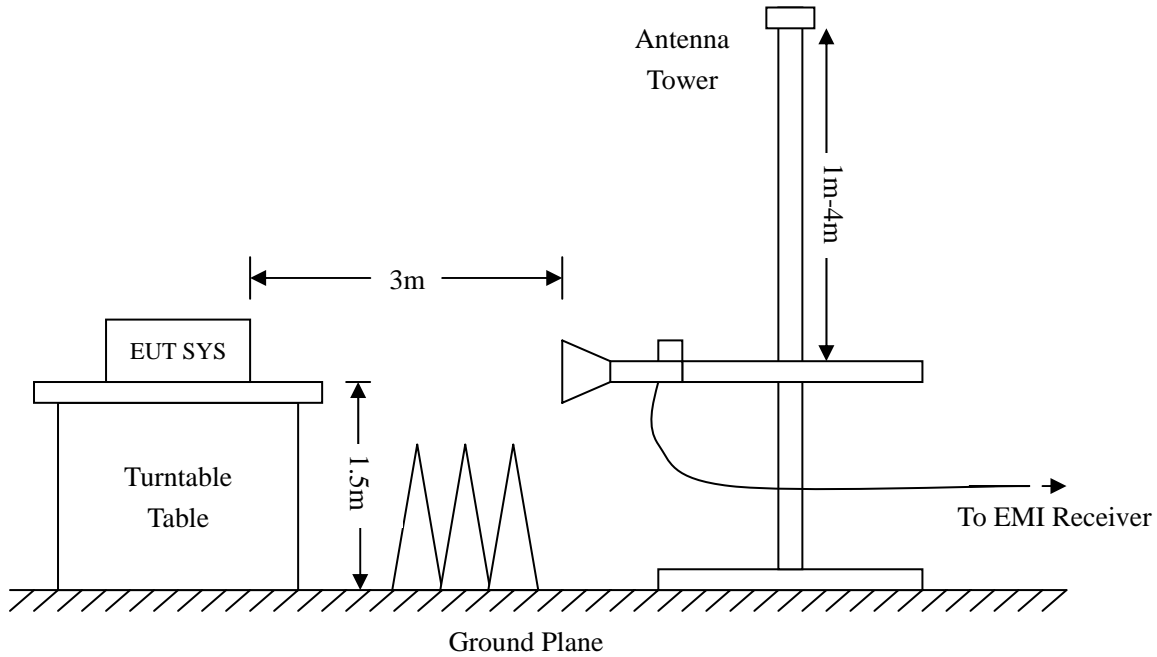 Antenna
Tower
1m-4m
3m
EUT SYS
1.5m
Turntable
Table
To EMI Receiver
Ground Plane